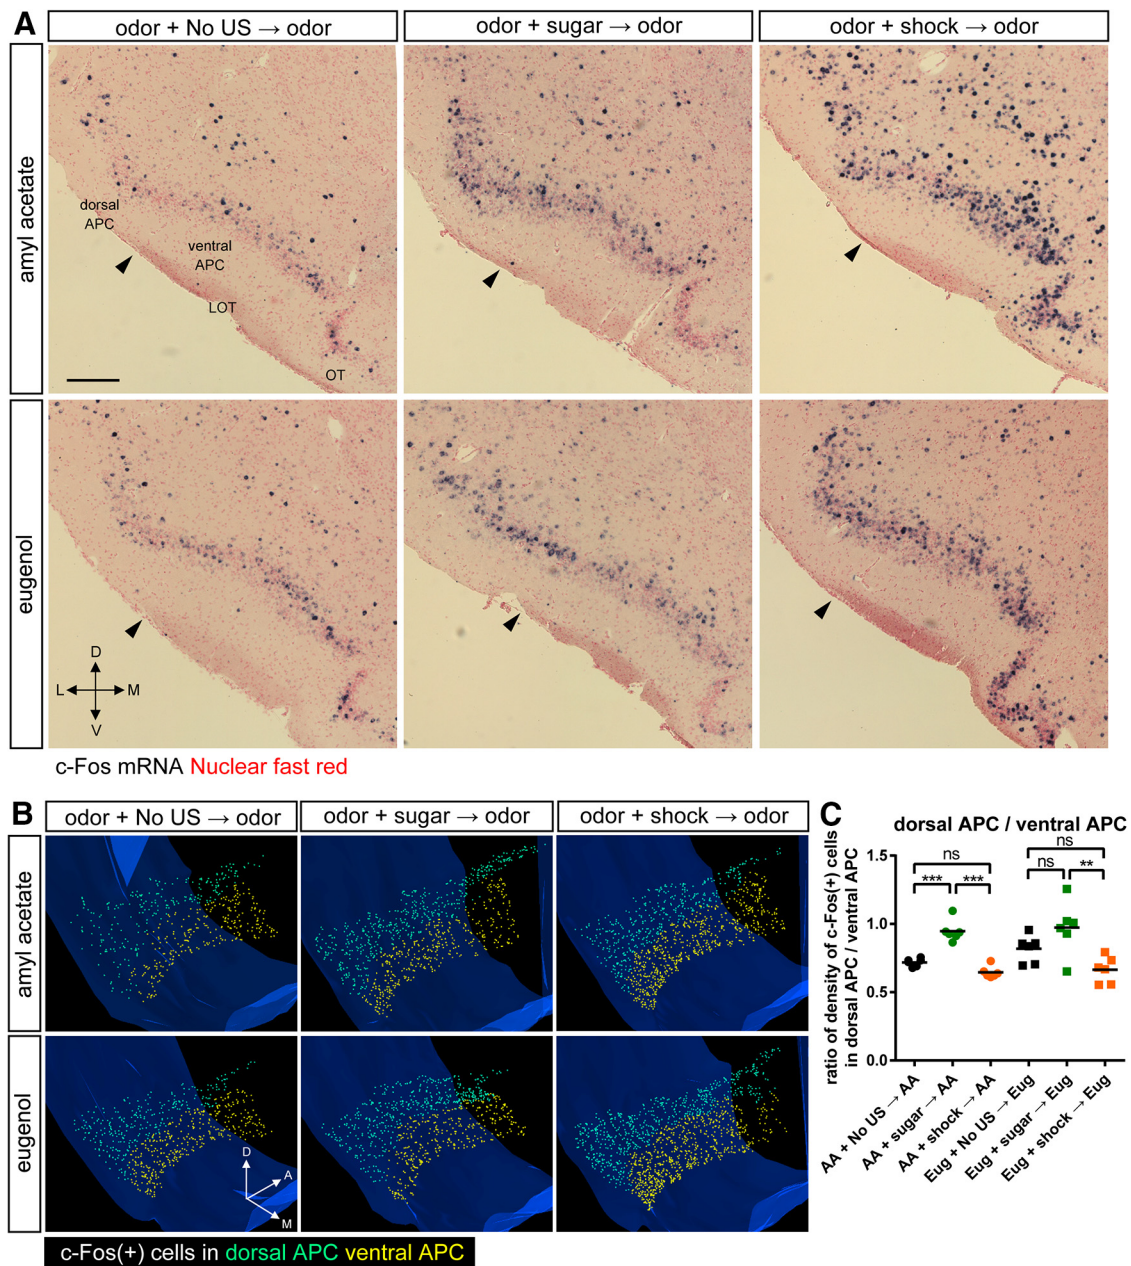 A
odor + No US → odor
odor + sugar → odor
odor + shock → odor
amyl acetate
dorsal
APC
ventral
APC
LOT
OT
eugenol
D
L
M
V
c-Fos mRNA Nuclear fast red
B
odor + No US → odor
odor + sugar → odor
odor + shock → odor
amyl acetate
eugenol
D
A
M
c-Fos(+) cells in dorsal APC ventral APC
C
dorsal APC / ventral APC
ratio of density of c-Fos(+) cells
in dorsal APC / ventral APC
1.5
1.0
0.5
0.0
ns
***
***
ns
ns
**
AA + No US → AA
AA + sugar → AA
AA + shock → AA
Eug + No US → Eug
Eug + sugar → Eug
Eug + shock → Eug